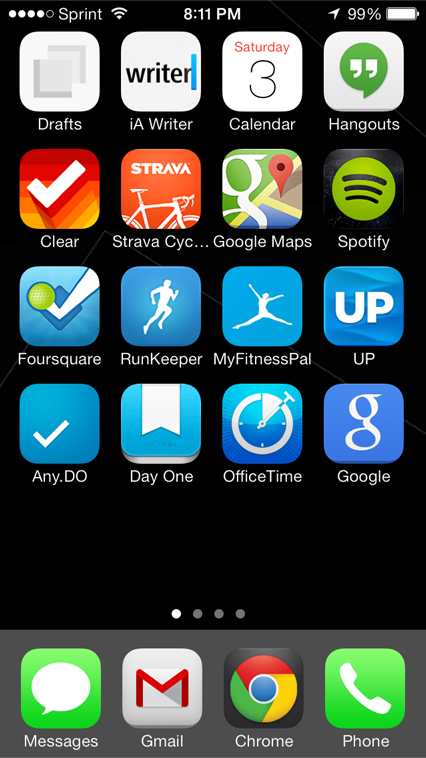 Sprint 8:11 PM 99%
writer Saturday
3
Drafts iA Writer Calendar Hangouts
STRAVA
Clear Strava Cyc... Google Maps Spotify
UP
Foursquare RunKeeper MyFitnessPal UP
g
Any.DO Day One OfficeTime Google
Messages Gmail Chrome Phone